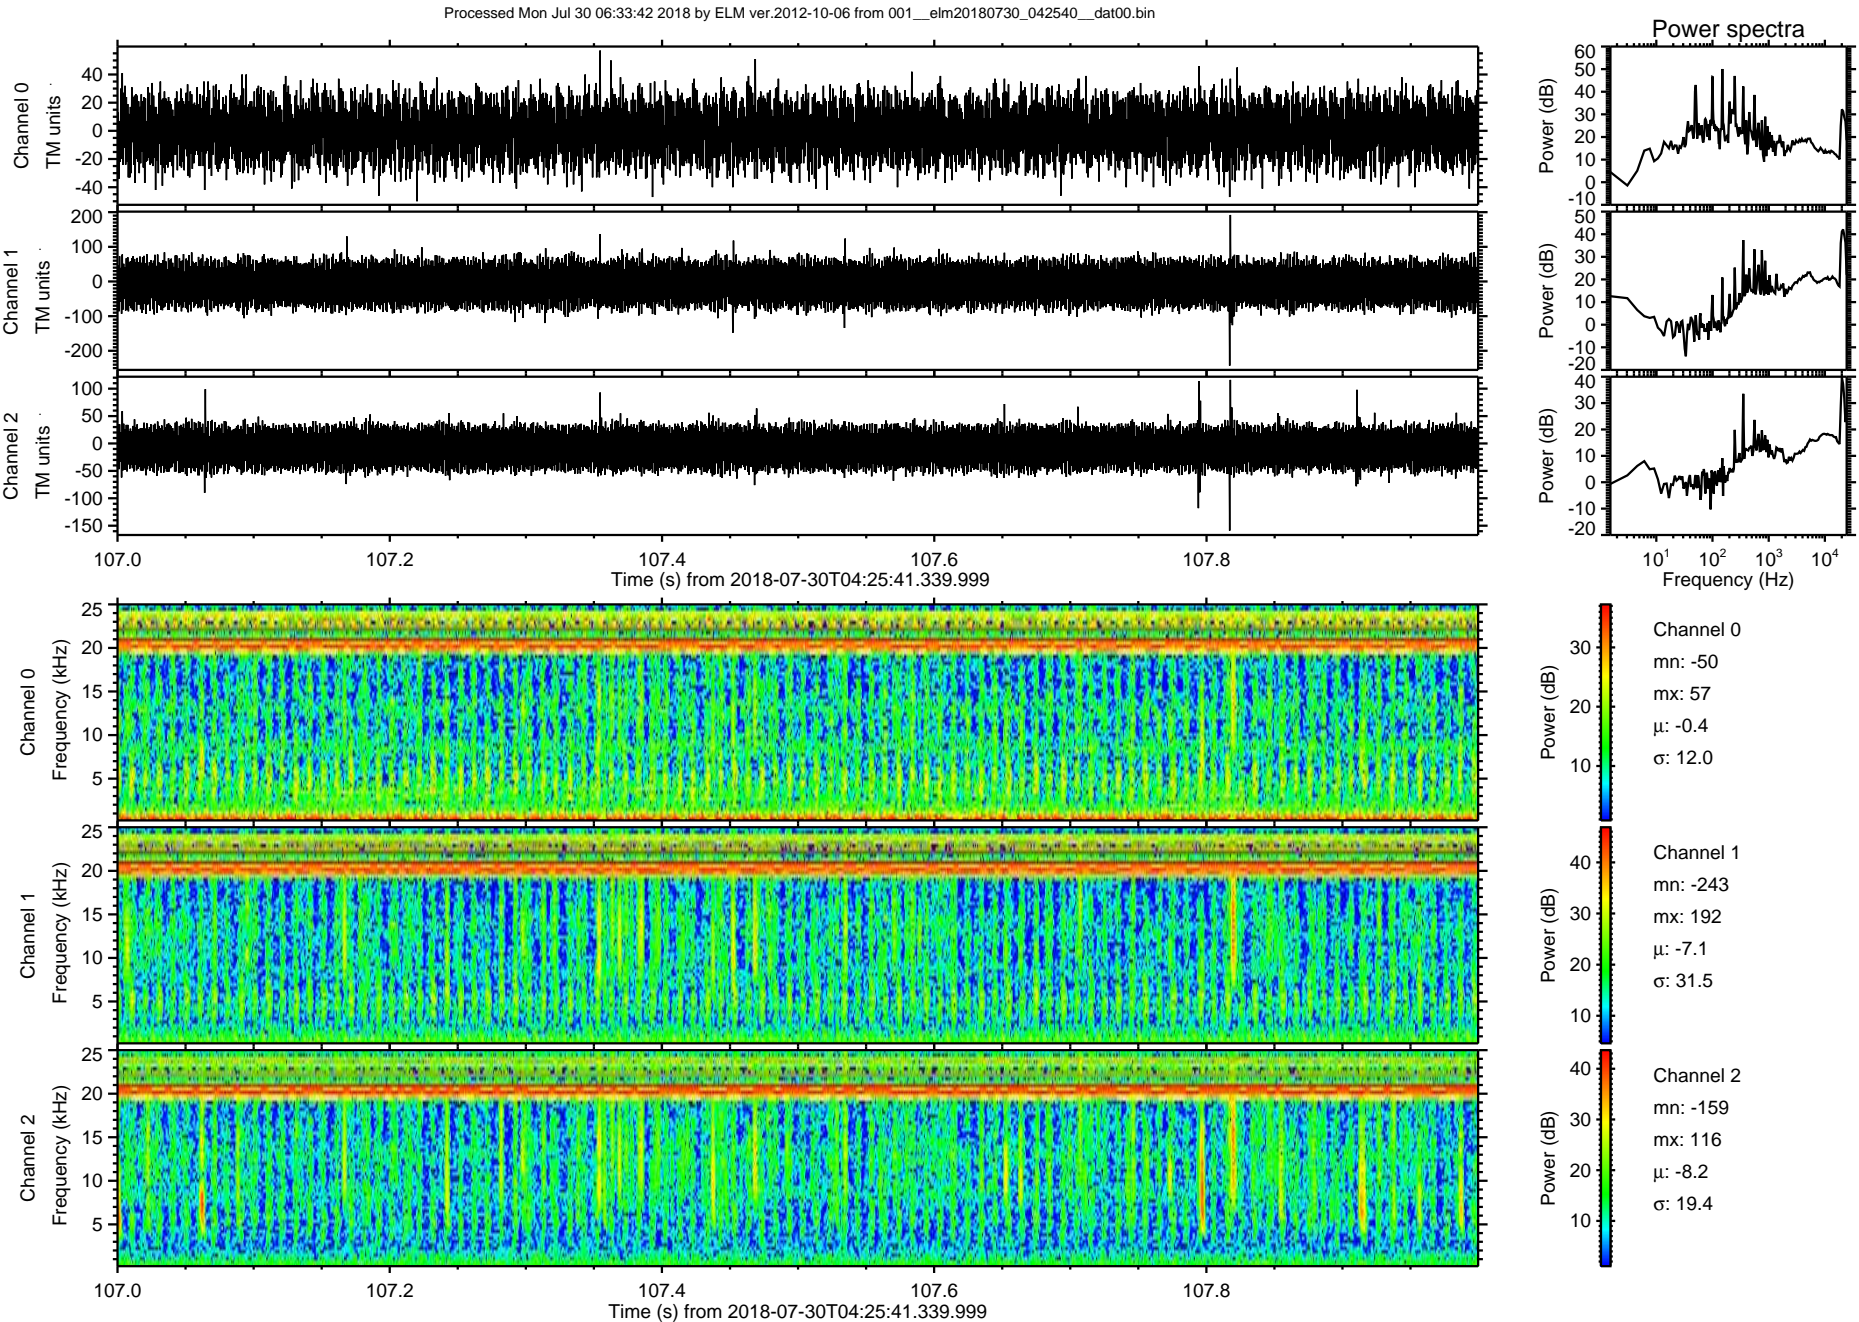 Processed Mon Jul 30 06:33:42 2018 by ELM ver.2012-10-06 from 001__elm20180730_042540__dat00.bin
Power spectra
Channel 0
TM units
40
20
0
-20
-40
Power (dB)
60
50
40
30
20
10
0
-10
Channel 1
TM units
200
100
0
-100
-200
Power (dB)
50
40
30
20
10
0
-10
-20
Channel 2
TM units
100
50
0
-50
-100
-150
Power (dB)
40
30
20
10
0
-10
-20
107.0 107.2 107.4 107.6 107.8
Time (s) from 2018-07-30T04:25:41.339.999
10¹ 10² 10³ 10⁴
Frequency (Hz)
Channel 0
Frequency (kHz)
25
20
15
10
5
Power (dB)
30
20
10
Channel 0
mn: -50
mx: 57
μ: -0.4
σ: 12.0
Channel 1
Frequency (kHz)
25
20
15
10
5
Power (dB)
40
30
20
10
Channel 1
mn: -243
mx: 192
μ: -7.1
σ: 31.5
Channel 2
Frequency (kHz)
25
20
15
10
5
Power (dB)
40
30
20
10
Channel 2
mn: -159
mx: 116
μ: -8.2
σ: 19.4
107.0 107.2 107.4 107.6 107.8
Time (s) from 2018-07-30T04:25:41.339.999